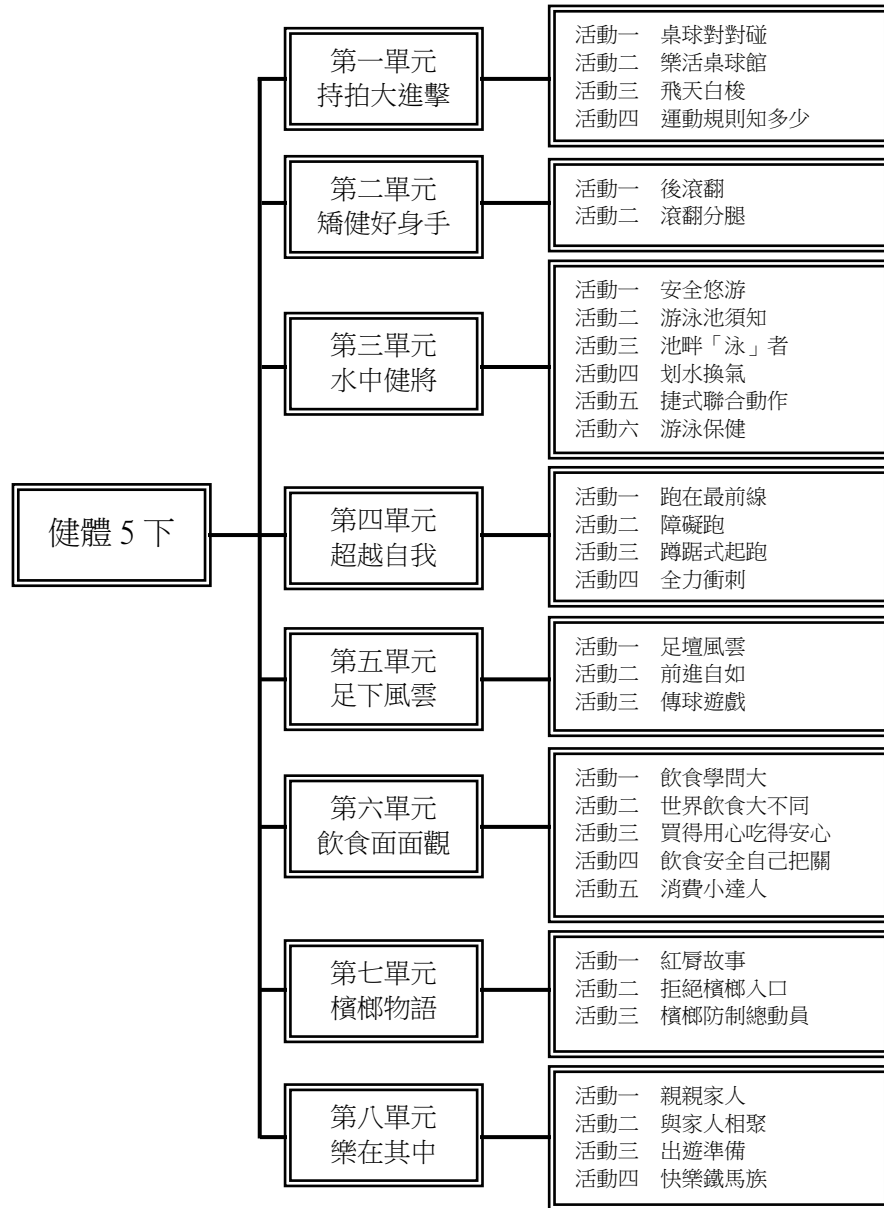 健體 5 下
第一單元
持拍大進擊
活動一　桌球對對碰
活動二　樂活桌球館
活動三　飛天白梭
活動四　運動規則知多少
第二單元
矯健好身手
活動一　後滾翻
活動二　滾翻分腿
第三單元
水中健將
活動一　安全悠游
活動二　游泳池須知
活動三　池畔「泳」者
活動四　划水換氣
活動五　捷式聯合動作
活動六　游泳保健
第四單元
超越自我
活動一　跑在最前線
活動二　障礙跑
活動三　蹲踞式起跑
活動四　全力衝刺
第五單元
足下風雲
活動一　足壇風雲
活動二　前進自如
活動三　傳球遊戲
第六單元
飲食面面觀
活動一　飲食學問大
活動二　世界飲食大不同
活動三　買得用心吃得安心
活動四　飲食安全自己把關
活動五　消費小達人
第七單元
檳榔物語
活動一　紅脣故事
活動二　拒絕檳榔入口
活動三　檳榔防制總動員
第八單元
樂在其中
活動一　親親家人
活動二　與家人相聚
活動三　出遊準備
活動四　快樂鐵馬族